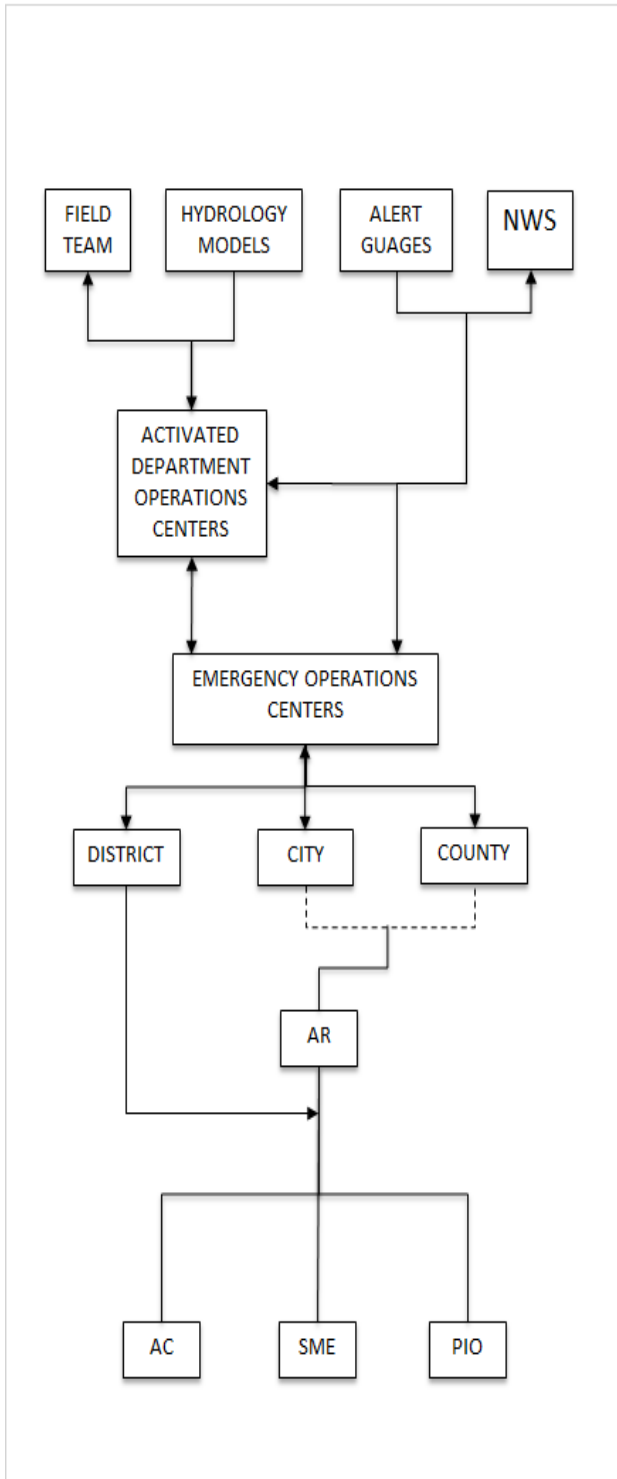 FIELD
TEAM
HYDROLOGY
MODELS
ALERT
GUAGES
NWS
ACTIVATED
DEPARTMENT
OPERATIONS
CENTERS
EMERGENCY OPERATIONS
CENTERS
DISTRICT
CITY
COUNTY
AR
AC
SME
PIO